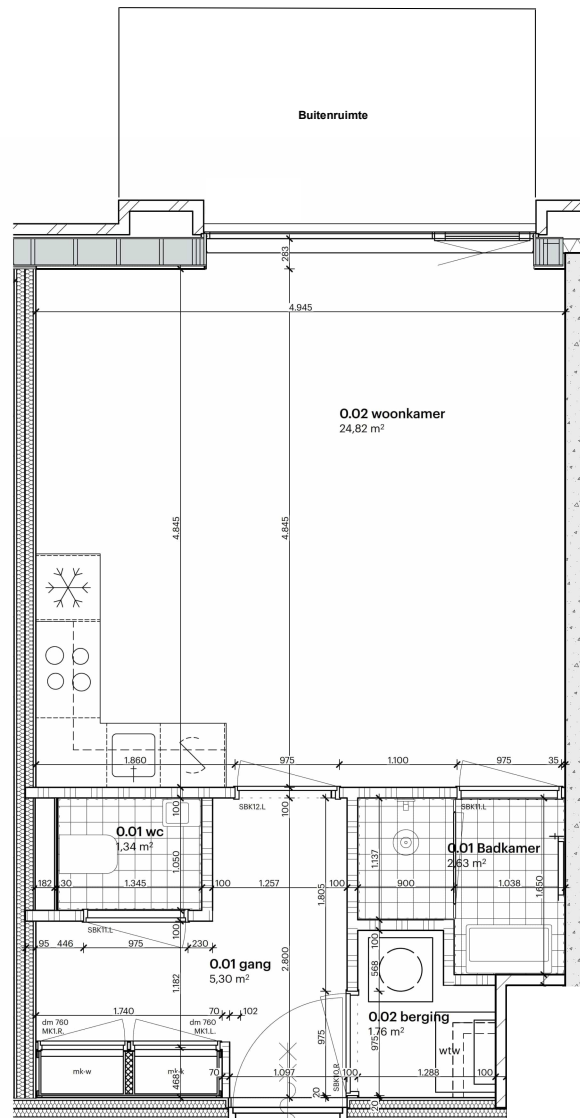 Buitenruimte
283
4.945
0.02 woonkamer
24,82 m²
4.845
4.845
1.860
975
1.100
975
35
100
SBK12.L
100
SBK11.L
0.01 wc
1,34 m²
1.050
0.01 Badkamer
2,63 m²
1.137
1.650
182
30
1.345
100
1.257
1.805
100
900
1.038
100
SBK11.L
95
446
975
230
0.01 gang
5,30 m²
2.800
1.182
100
568
1.740
70
102
dm 760
MK1.R.
dm 760
MK1.L.
975
0.02 berging
1.76 m²
975
wtw
mk-w
mk-k
468
70
1.097
SBK10.R
100
1.288
100
20
20